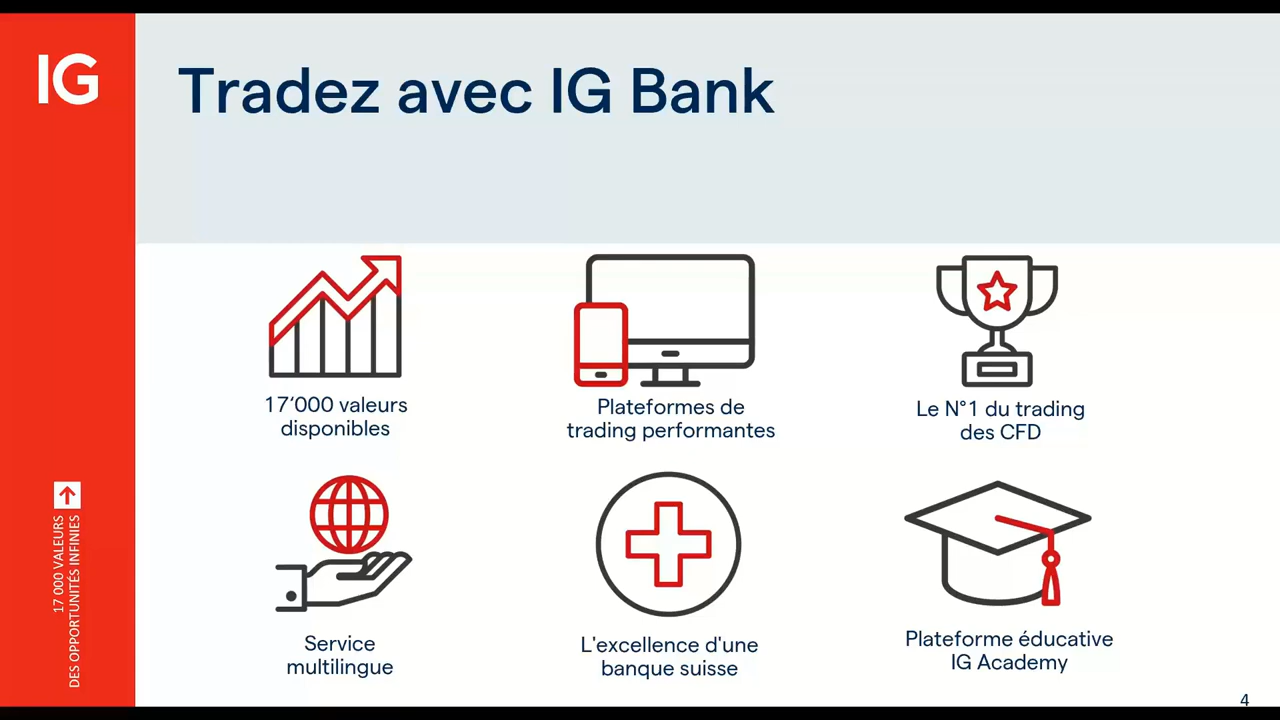 IG
Tradez avec IG Bank
17’000 valeurs
disponibles
Plateformes de
trading performantes
Le N°1 du trading
des CFD
Service
multilingue
L'excellence d'une
banque suisse
Plateforme éducative
IG Academy
17 000 VALEURS
DES OPPORTUNITÉS INFINIES
4